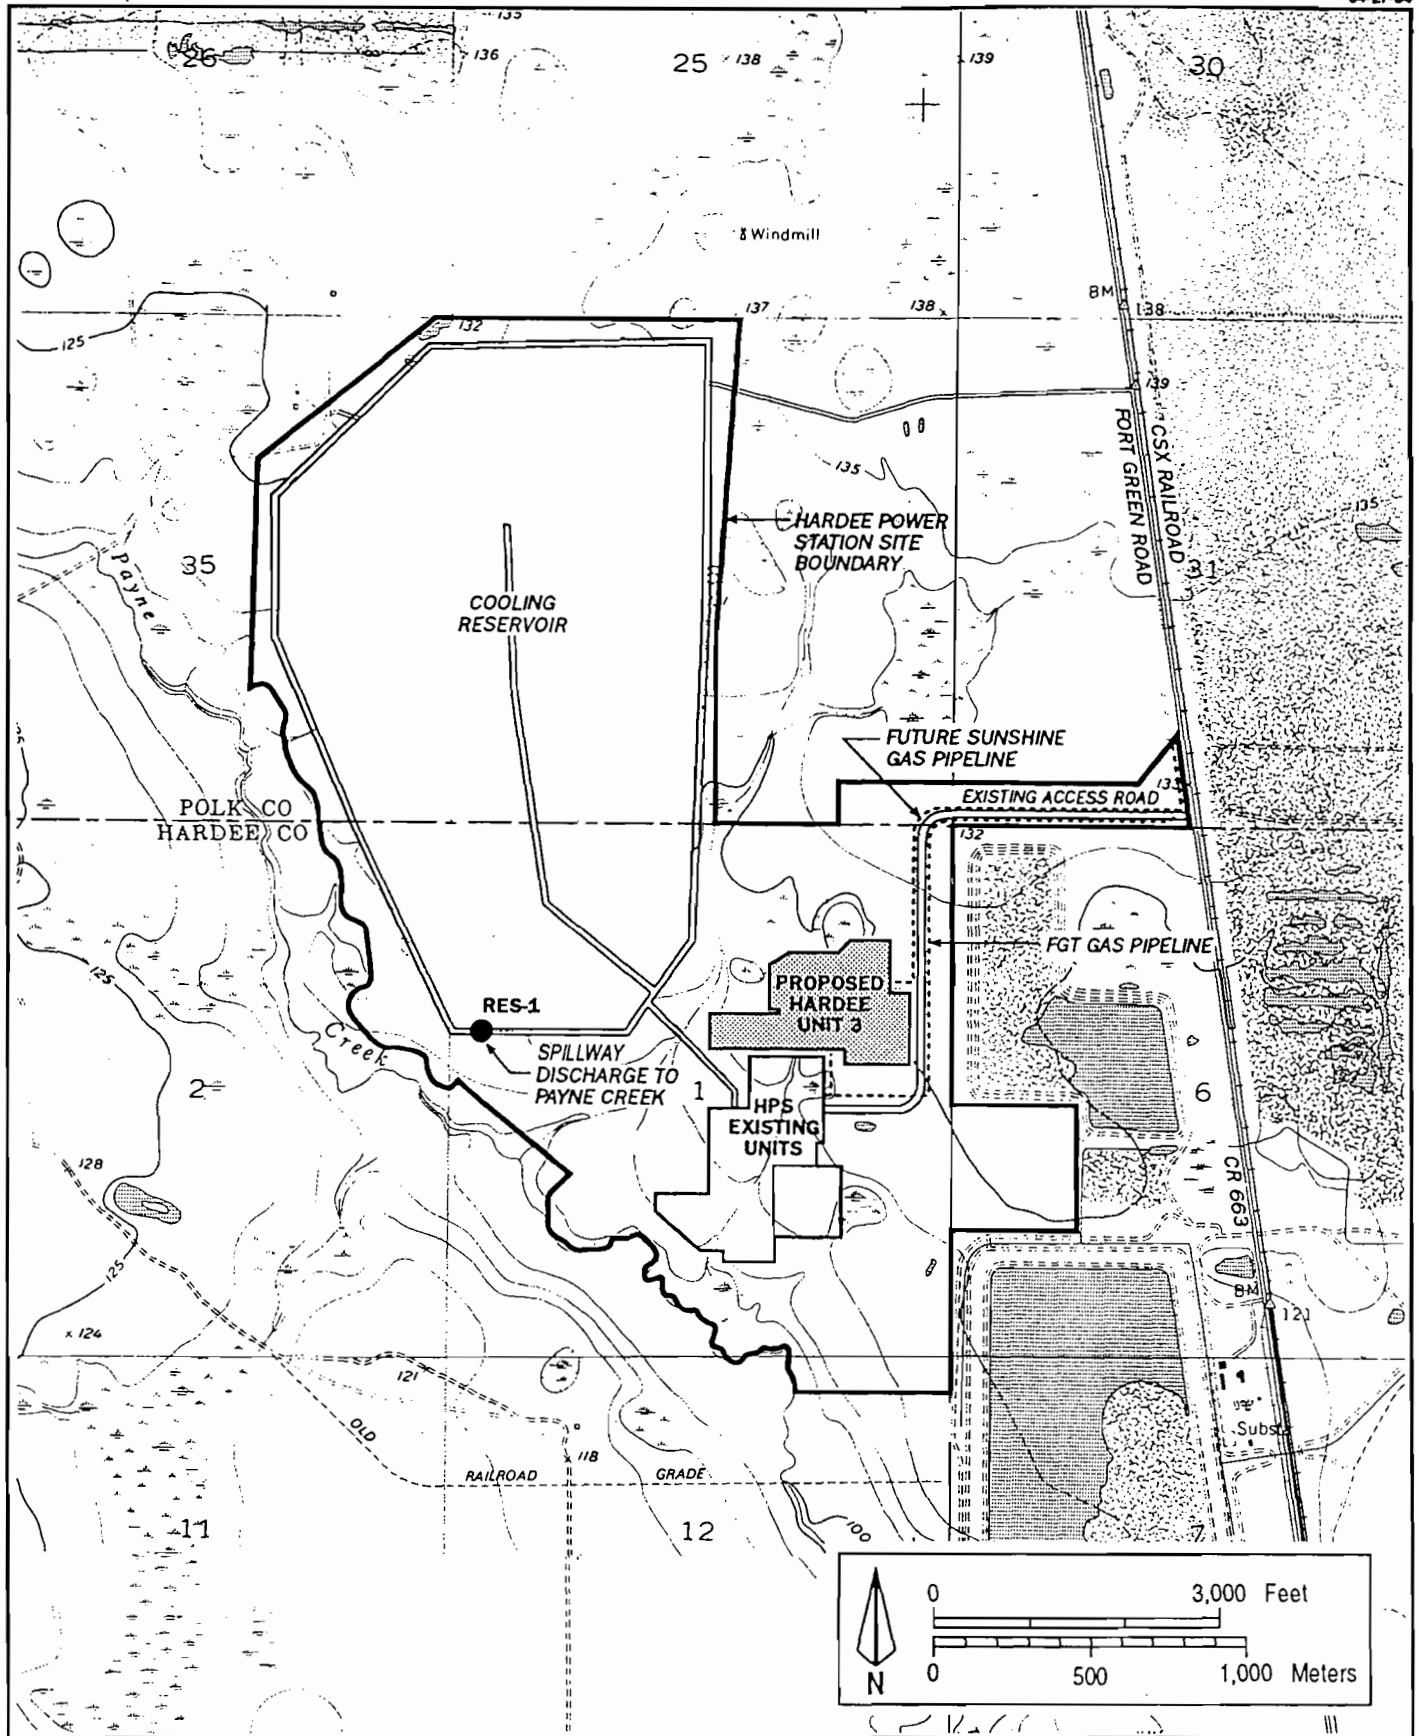 135
26
136
25
138
139
30
Windmill
BM
138
132
137
138
125
139
FORT GREEN ROAD
CSX RAILROAD
135
HARDEE POWER
STATION SITE
BOUNDARY
135
35
31
Payne
COOLING
RESERVOIR
FUTURE SUNSHINE
GAS PIPELINE
EXISTING ACCESS ROAD
POLK CO
HARDEE CO
132
FGT GAS PIPELINE
125
PROPOSED
HARDEE
UNIT 3
RES-1
Creek
SPILLWAY
DISCHARGE TO
PAYNE CREEK
2
1
6
HPS
EXISTING
UNITS
128
CR 663
125
BM
121
124
121
OLD
RAILROAD
GRADE
118
Substa
11
12
100
7
0
3,000 Feet
0
500
1,000 Meters
N